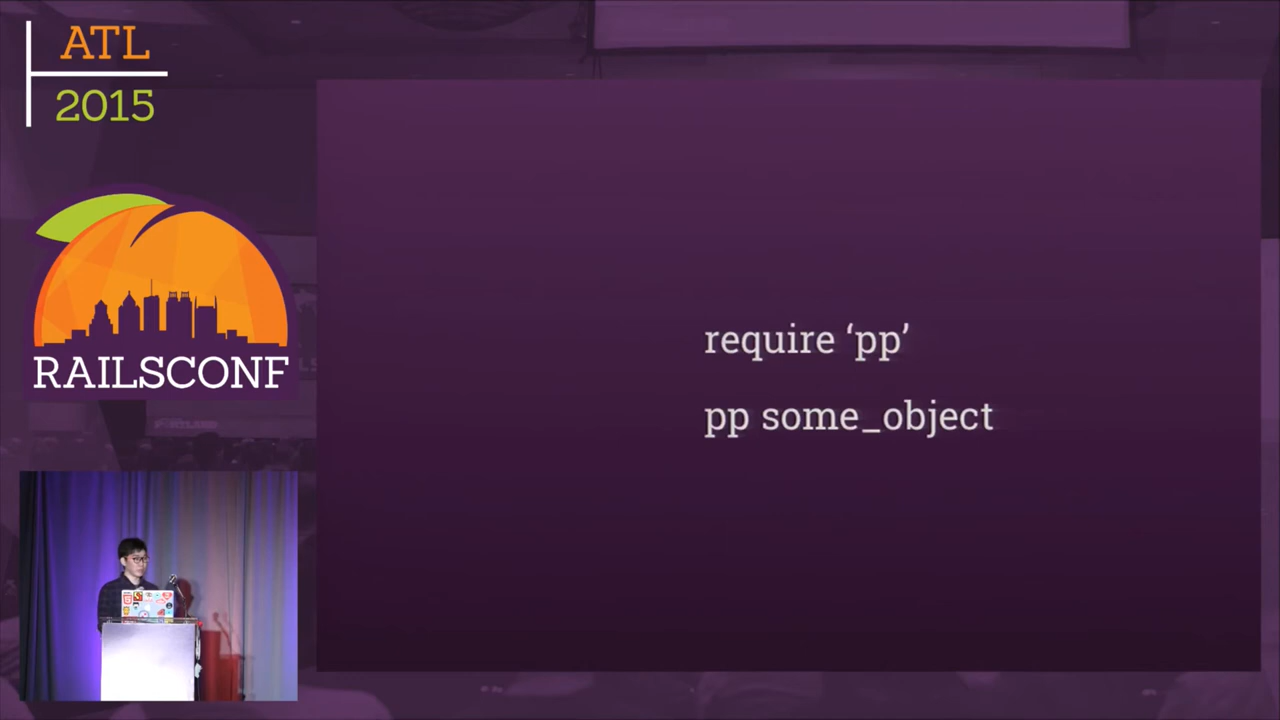 ATL
2015
RAILSCONF
require ‘pp’
pp some_object